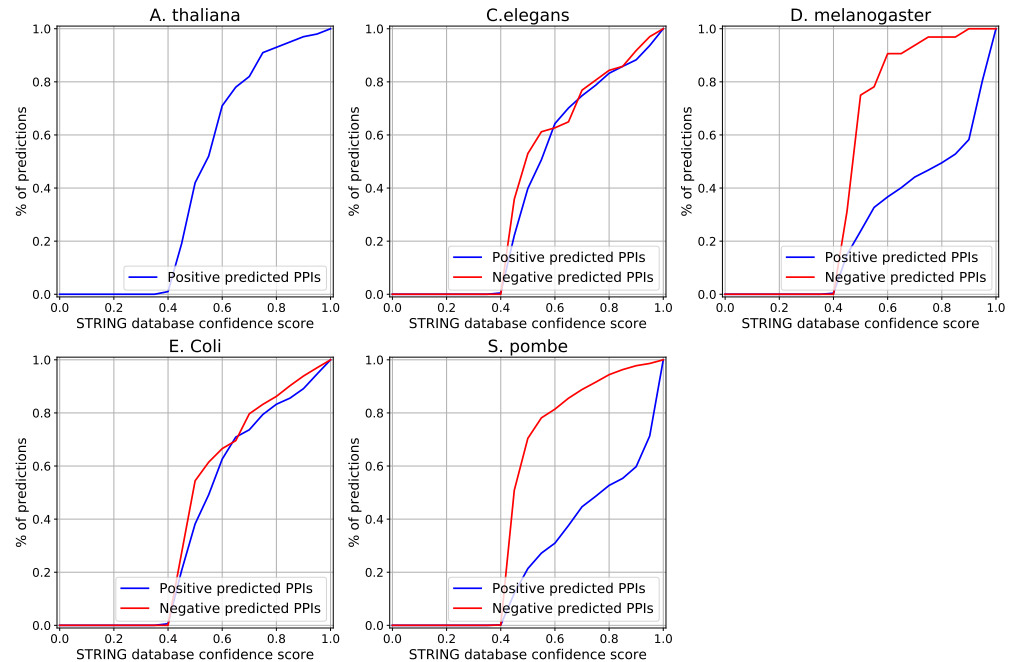 A. thaliana
1.0
0.8
0.6
0.4
0.2
0.0
% of predictions
Positive predicted PPIs
0.0 0.2 0.4 0.6 0.8 1.0
STRING database confidence score
C.elegans
1.0
0.8
0.6
0.4
0.2
0.0
% of predictions
Positive predicted PPIs
Negative predicted PPIs
0.0 0.2 0.4 0.6 0.8 1.0
STRING database confidence score
D. melanogaster
1.0
0.8
0.6
0.4
0.2
0.0
% of predictions
Positive predicted PPIs
Negative predicted PPIs
0.0 0.2 0.4 0.6 0.8 1.0
STRING database confidence score
E. Coli
1.0
0.8
0.6
0.4
0.2
0.0
% of predictions
Positive predicted PPIs
Negative predicted PPIs
0.0 0.2 0.4 0.6 0.8 1.0
STRING database confidence score
S. pombe
1.0
0.8
0.6
0.4
0.2
0.0
% of predictions
Positive predicted PPIs
Negative predicted PPIs
0.0 0.2 0.4 0.6 0.8 1.0
STRING database confidence score